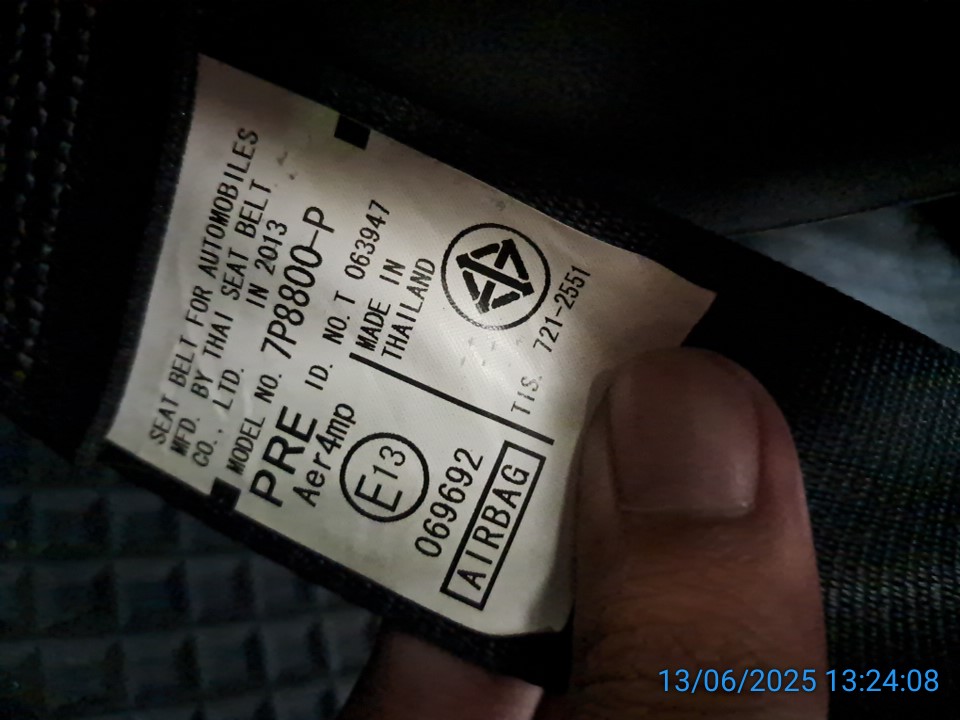 SEAT BELT FOR AUTOMOBILES
MFD. BY THAI SEAT BELT
CO., LTD. IN 2013
MODEL NO. 7P8800-P
PRE ID. NO.T 063947
Aer4mp
MADE IN
THAILAND
E13
069692
AIRBAG
TIS. 721-2551
13/06/2025 13:24:08